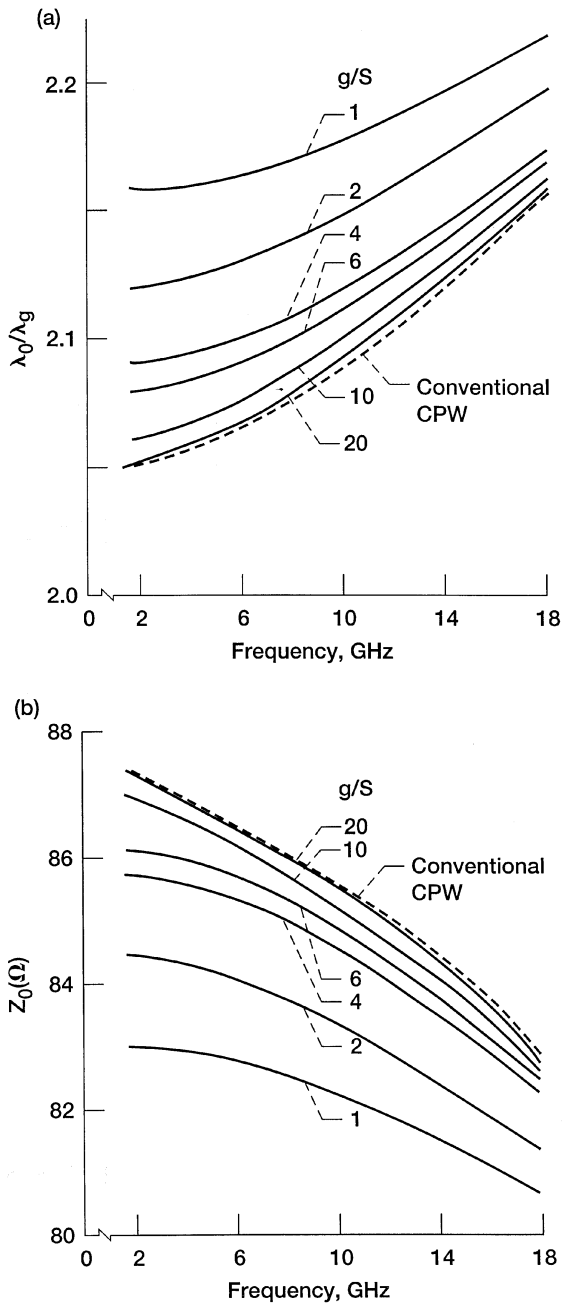 (a)
g/S
2.2
1
2
4
6
2.1
λ0/λg
Conventional
CPW
10
20
2.0
0 2 6 10 14 18
Frequency, GHz
(b)
88
g/S
20
10
86
Conventional
CPW
6
4
84
Z0(Ω)
2
82
1
80
0 2 6 10 14 18
Frequency, GHz